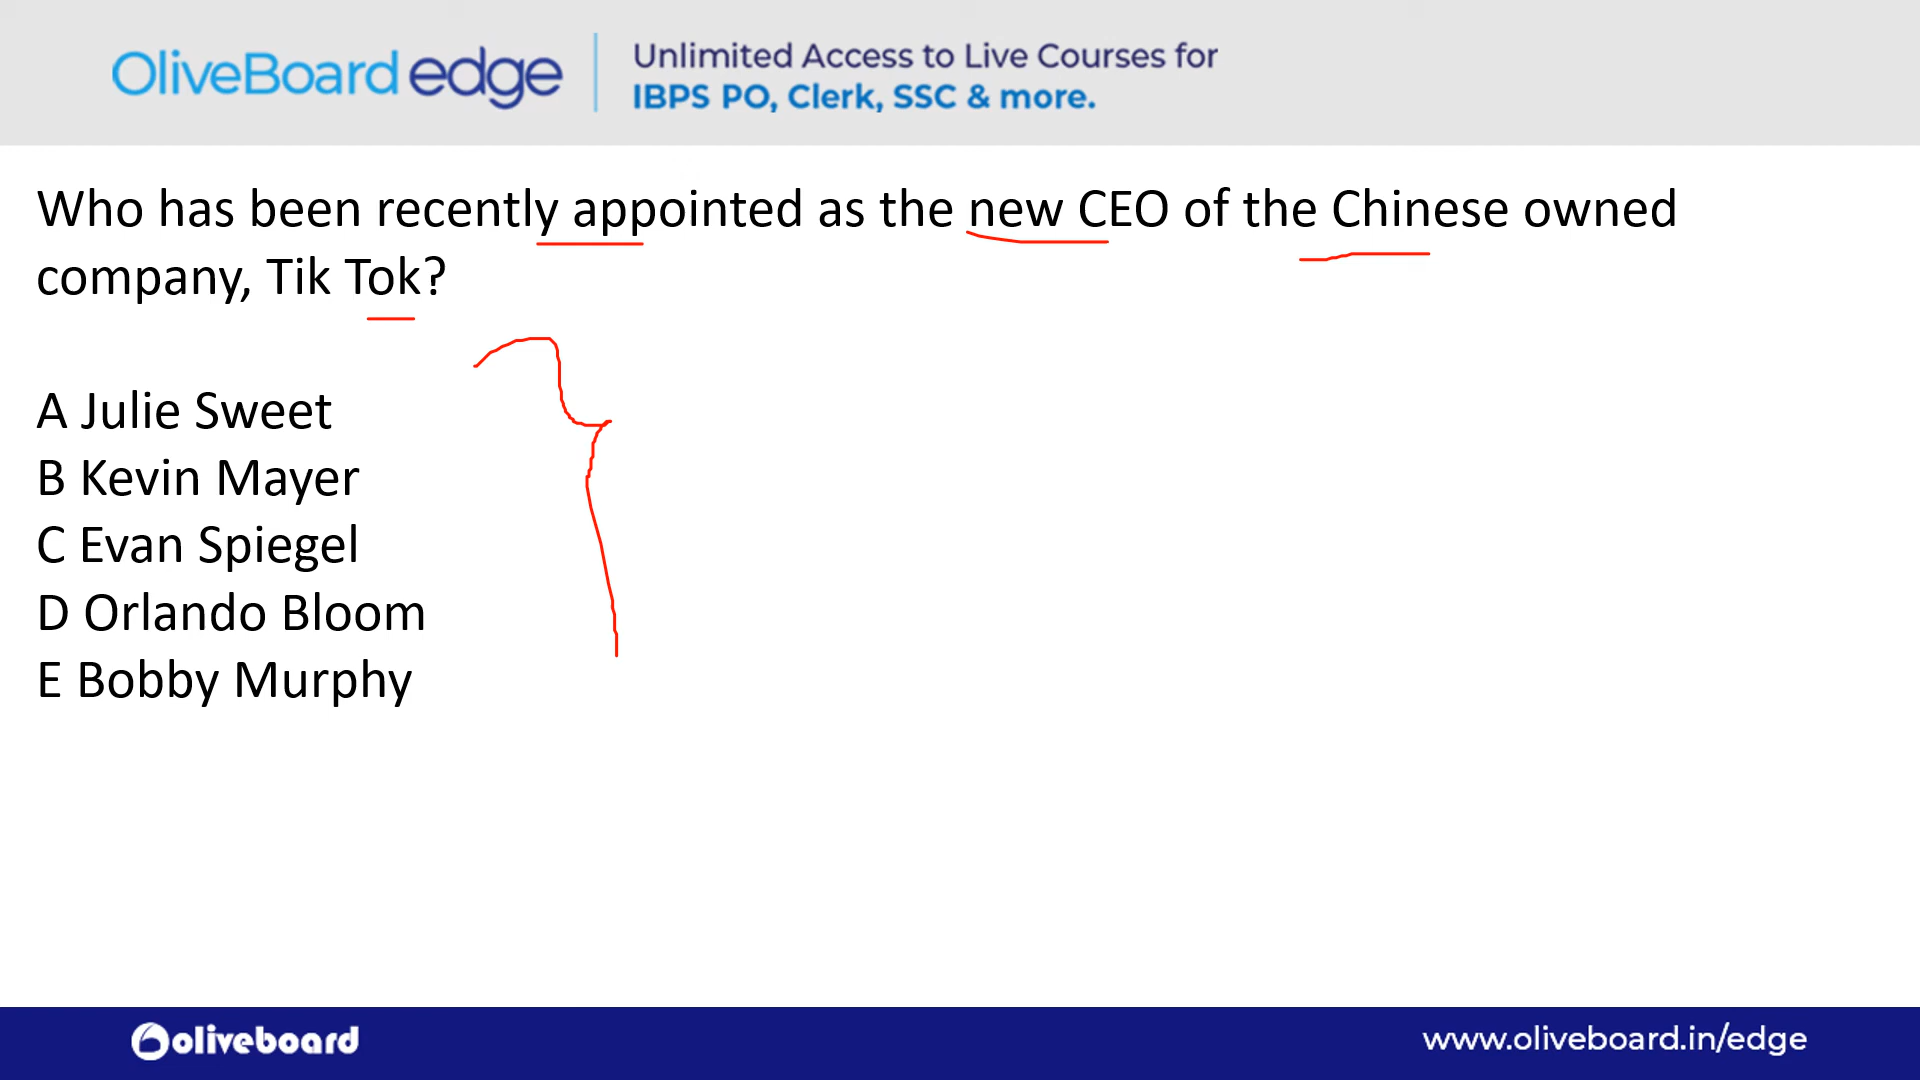 OliveBoard edge
Unlimited Access to Live Courses for
IBPS PO, Clerk, SSC & more.
Who has been recently appointed as the new CEO of the Chinese owned
company, Tik Tok?
A Julie Sweet
B Kevin Mayer
C Evan Spiegel
D Orlando Bloom
E Bobby Murphy
oliveboard
www.oliveboard.in/edge